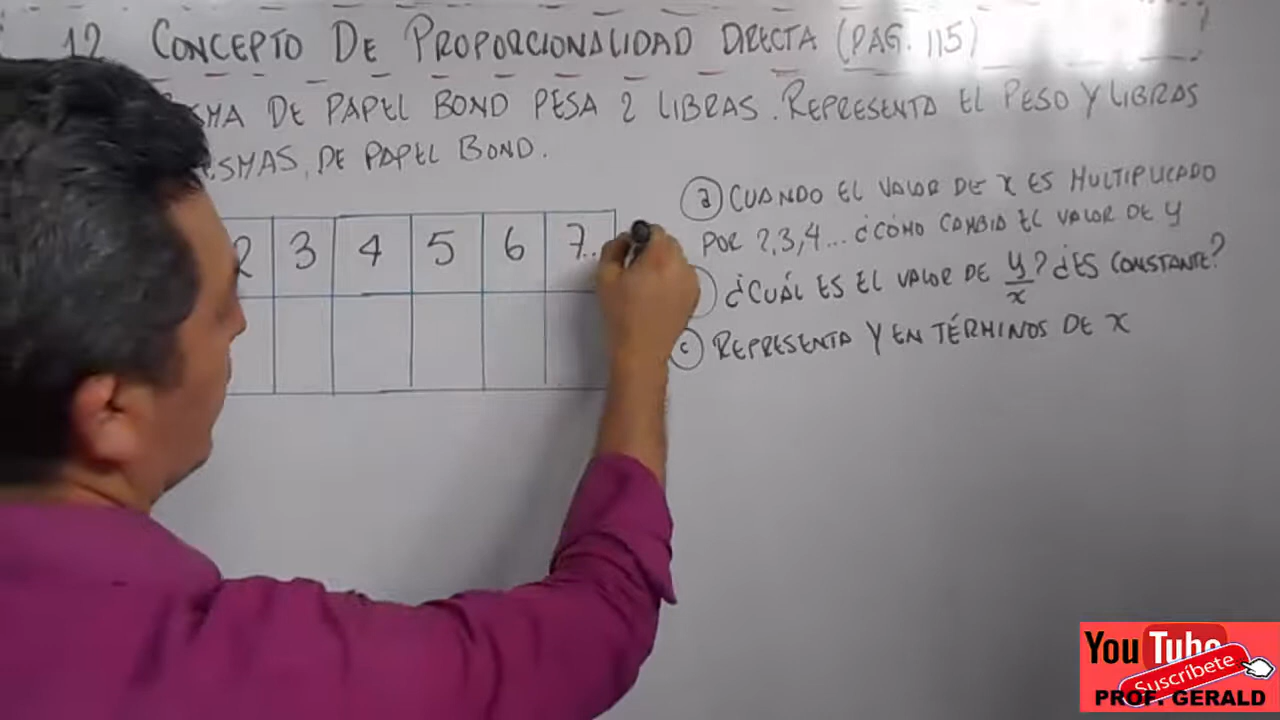 12 CONCEPTO DE PROPORCIONALIDAD DIRECTA (PAG. 115)
DE PAPEL BOND PESA 2 LIBRAS. REPRESENTA EL PESO Y LIBRAS
DE PAPEL BOND.
2 3 4 5 6 7...
a CUANDO EL VALOR DE X ES MULTIPLICADO
POR 2,3,4... ¿CÓMO CAMBIA EL VALOR DE Y
¿CUÁL ES EL VALOR DE y/x? ¿ES CONSTANTE?
c REPRESENTA Y EN TÉRMINOS DE X
YouTube
Suscríbete
PROF. GERALD